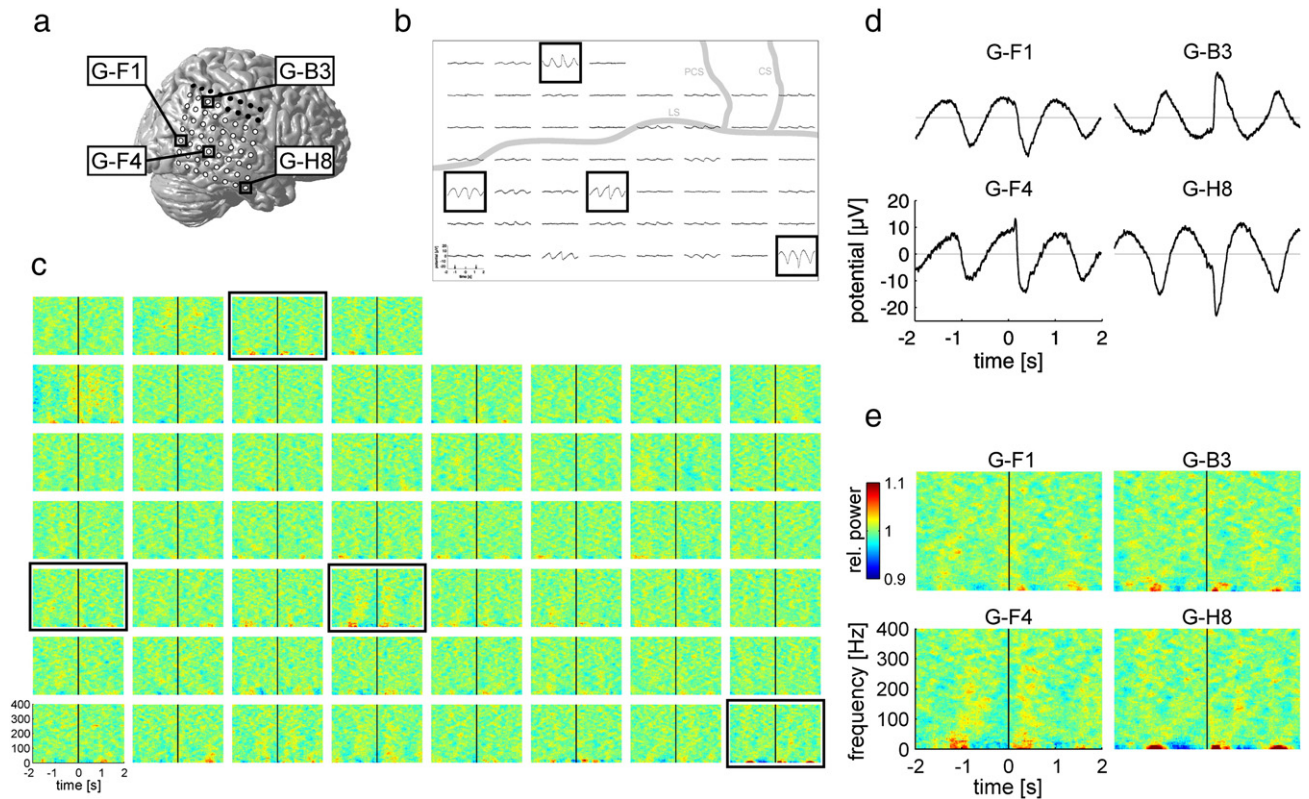 a
G-F1
G-B3
G-F4
G-H8
b
PCS
CS
LS
time [s]
c
400
300
200
100
0
-2 -1 0 1 2
time [s]
d
G-F1
G-B3
G-F4
G-H8
20
10
0
-10
-20
potential [µV]
-2 -1 0 1 2
time [s]
e
G-F1
G-B3
rel. power
1.1
1
0.9
G-F4
G-H8
400
300
200
100
0
frequency [Hz]
-2 -1 0 1 2
time [s]